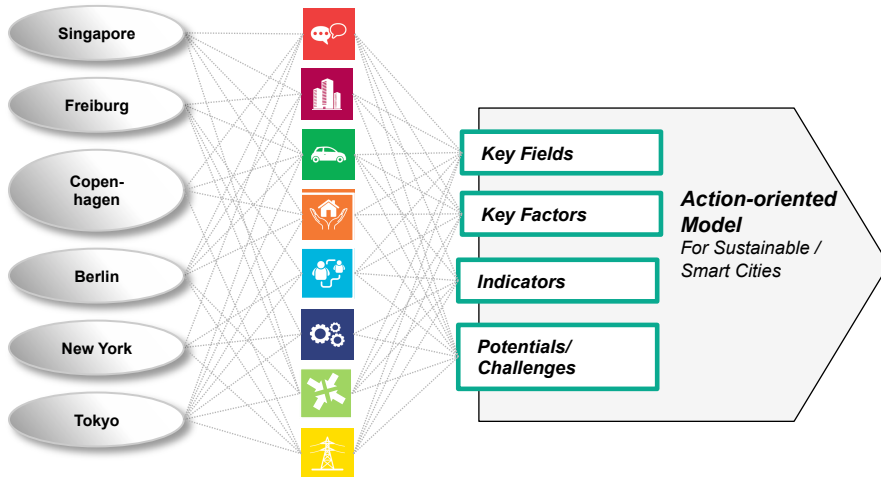 Singapore
Freiburg
Copen-
hagen
Berlin
New York
Tokyo
Key Fields
Key Factors
Indicators
Potentials/
Challenges
Action-oriented
Model
For Sustainable /
Smart Cities